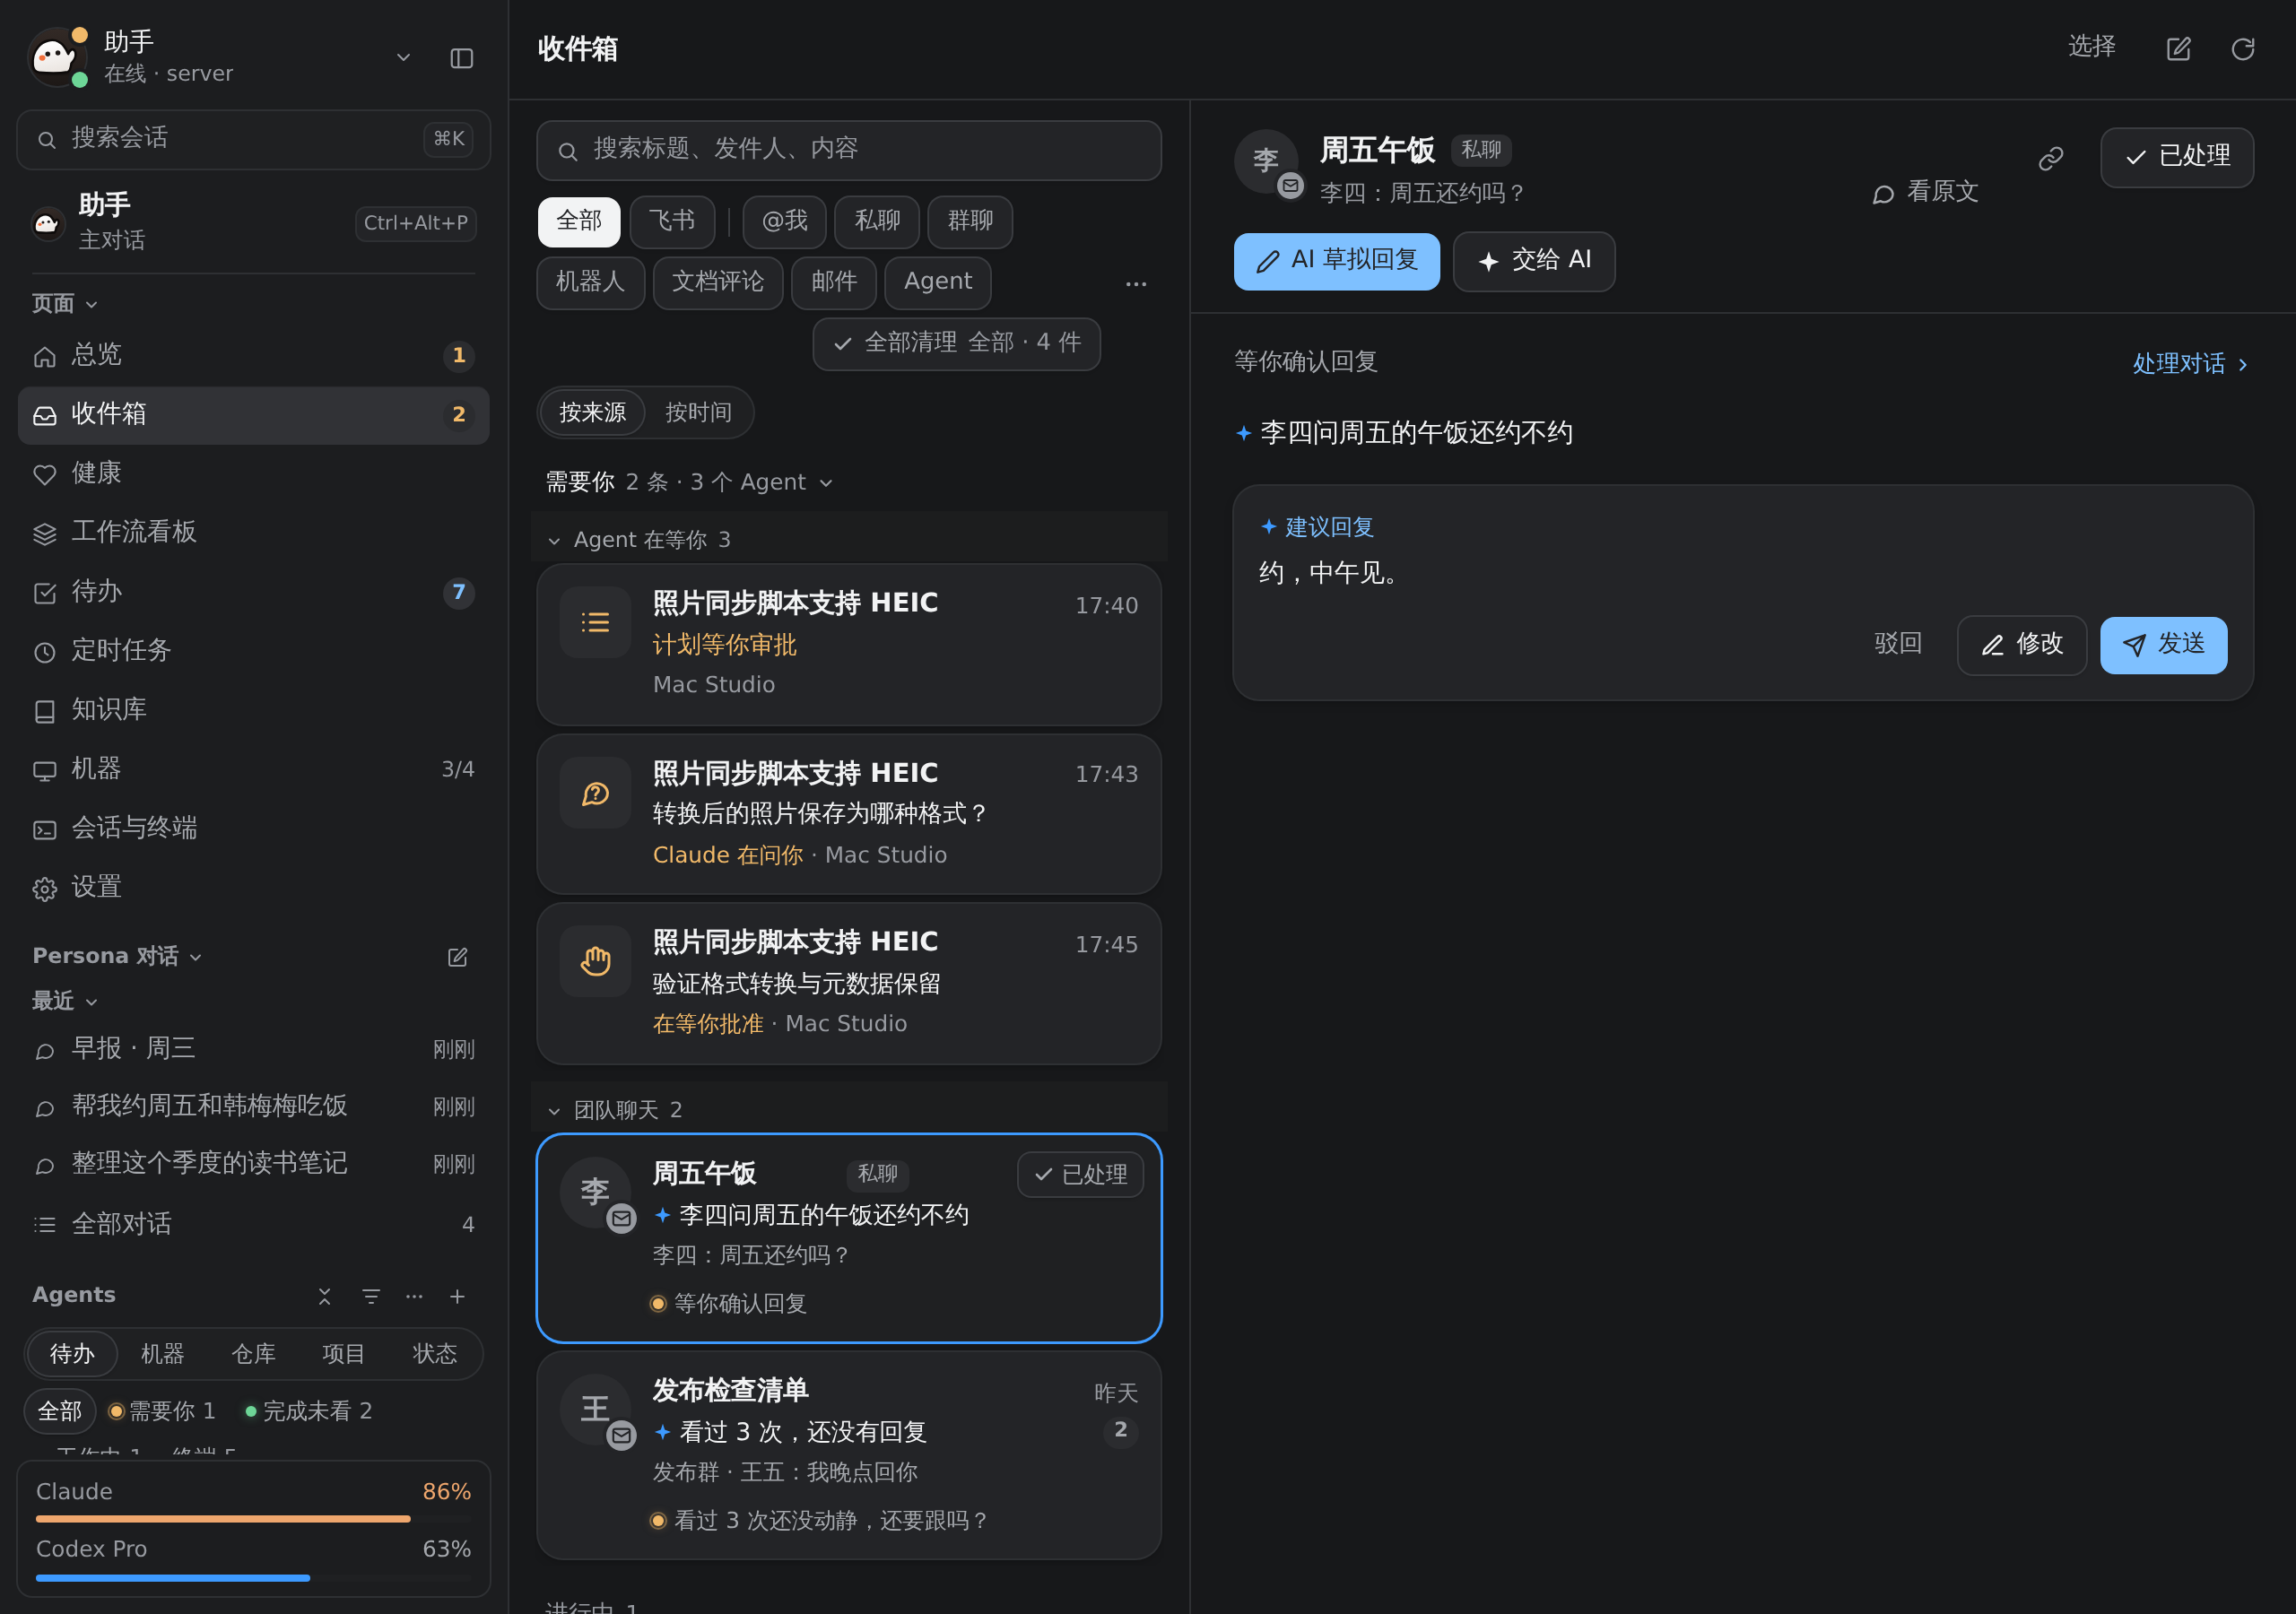 助手
在线 · server
搜索会话 ⌘K
助手
主对话
Ctrl+Alt+P
页面
总览 1
收件箱 2
健康
工作流看板
待办 7
定时任务
知识库
机器 3/4
会话与终端
设置
Persona 对话
最近
早报 · 周三 刚刚
帮我约周五和韩梅梅吃饭 刚刚
整理这个季度的读书笔记 刚刚
全部对话 4
Agents
待办 机器 仓库 项目 状态
全部 需要你 1 完成未看 2
工作中 1 终端 5
Claude 86%
Codex Pro 63%
收件箱
选择
搜索标题、发件人、内容
全部 飞书 @我 私聊 群聊
机器人 文档评论 邮件 Agent
全部清理 全部 · 4 件
按来源 按时间
需要你 2 条 · 3 个 Agent
Agent 在等你 3
照片同步脚本支持 HEIC 17:40
计划等你审批
Mac Studio
照片同步脚本支持 HEIC 17:43
转换后的照片保存为哪种格式？
Claude 在问你 · Mac Studio
照片同步脚本支持 HEIC 17:45
验证格式转换与元数据保留
在等你批准 · Mac Studio
团队聊天 2
李
周五午饭 私聊 已处理
李四问周五的午饭还约不约
李四：周五还约吗？
等你确认回复
王
发布检查清单 昨天
看过 3 次，还没有回复 2
发布群 · 王五：我晚点回你
看过 3 次还没动静，还要跟吗？
进行中 1
李
周五午饭 私聊
李四：周五还约吗？
看原文
已处理
AI 草拟回复 交给 AI
等你确认回复 处理对话
李四问周五的午饭还约不约
建议回复
约，中午见。
驳回 修改 发送